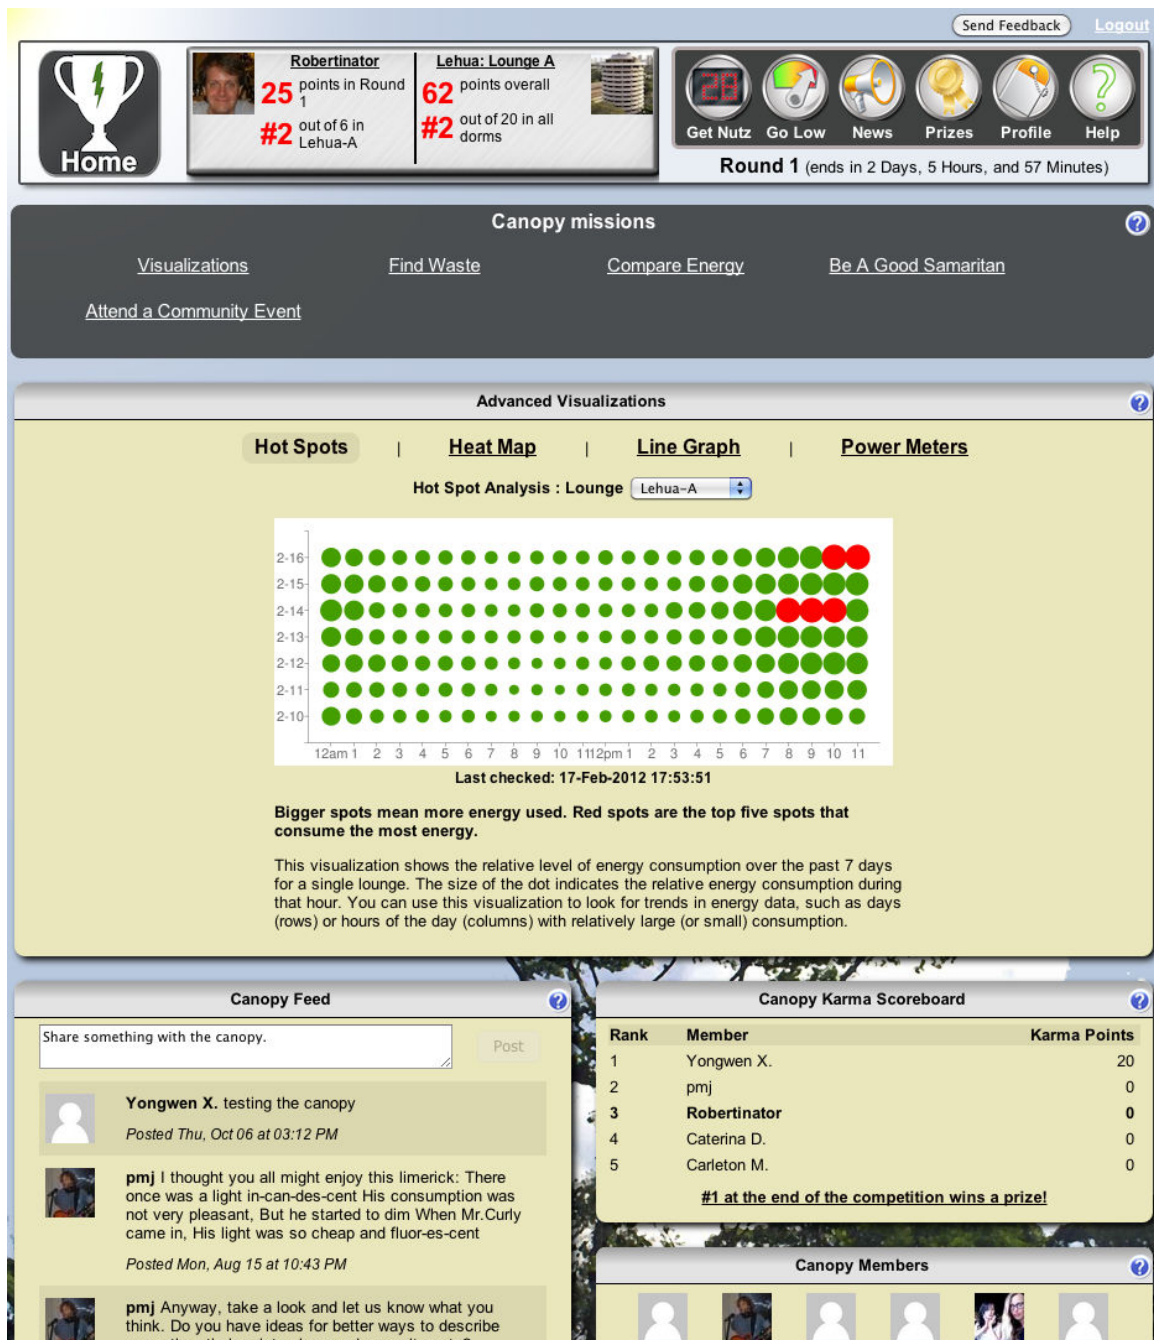 Send Feedback
Logout
Home
Robertinator
25 points in Round 1
#2 out of 6 in Lehua-A
Lehua: Lounge A
62 points overall
#2 out of 20 in all dorms
28
Get Nutz
Go Low
News
Prizes
Profile
Help
Round 1 (ends in 2 Days, 5 Hours, and 57 Minutes)
Canopy missions
Visualizations
Find Waste
Compare Energy
Be A Good Samaritan
Attend a Community Event
Advanced Visualizations
Hot Spots | Heat Map | Line Graph | Power Meters
Hot Spot Analysis : Lounge Lehua-A
2-16
2-15
2-14
2-13
2-12
2-11
2-10
12am 1 2 3 4 5 6 7 8 9 10 11 12pm 1 2 3 4 5 6 7 8 9 10 11
Last checked: 17-Feb-2012 17:53:51
Bigger spots mean more energy used. Red spots are the top five spots that
consume the most energy.
This visualization shows the relative level of energy consumption over the past 7 days
for a single lounge. The size of the dot indicates the relative energy consumption during
that hour. You can use this visualization to look for trends in energy data, such as days
(rows) or hours of the day (columns) with relatively large (or small) consumption.
Canopy Feed
Share something with the canopy.
Post
Yongwen X. testing the canopy
Posted Thu, Oct 06 at 03:12 PM
pmj I thought you all might enjoy this limerick: There
once was a light in-can-des-cent His consumption was
not very pleasant, But he started to dim When Mr.Curly
came in, His light was so cheap and fluor-es-cent
Posted Mon, Aug 15 at 10:43 PM
pmj Anyway, take a look and let us know what you
think. Do you have ideas for better ways to describe
Canopy Karma Scoreboard
Rank Member Karma Points
1 Yongwen X. 20
2 pmj 0
3 Robertinator 0
4 Caterina D. 0
5 Carleton M. 0
#1 at the end of the competition wins a prize!
Canopy Members